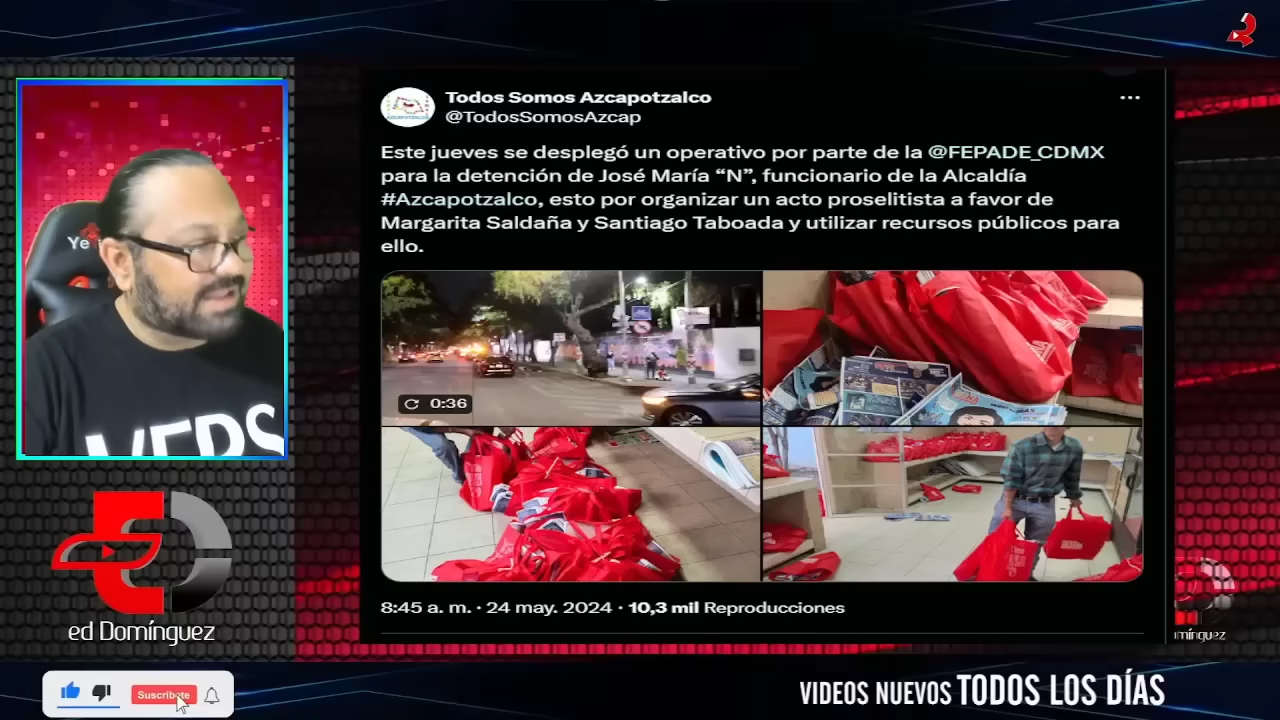 Todos Somos Azcapotzalco
@TodosSomosAzcap
Este jueves se desplegó un operativo por parte de la @FEPADE_CDMX
para la detención de José María “N”, funcionario de la Alcaldía
#Azcapotzalco, esto por organizar un acto proselitista a favor de
Margarita Saldaña y Santiago Taboada y utilizar recursos públicos para
ello.
0:36
8:45 a. m. · 24 may. 2024 · 10,3 mil Reproducciones
Ye
VERS
ed Domínguez
mínguez
Suscríbete
VIDEOS NUEVOS TODOS LOS DÍAS